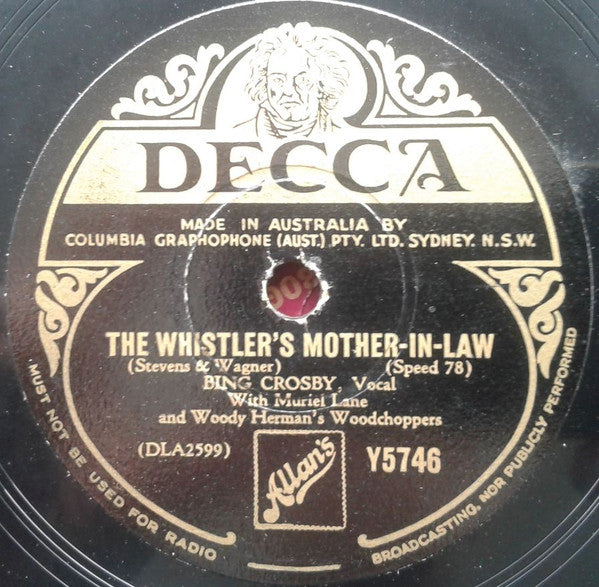 DECCA
MADE IN AUSTRALIA BY
COLUMBIA GRAPHOPHONE (AUST.) PTY. LTD. SYDNEY. N.S.W.
THE WHISTLER'S MOTHER-IN-LAW
(Stevens & Wagner) (Speed 78)
BING CROSBY, Vocal
With Muriel Lane
and Woody Herman's Woodchoppers
(DLA2599) Allan's Y5746
MUST NOT BE USED FOR RADIO BROADCASTING, NOR PUBLICLY PERFORMED